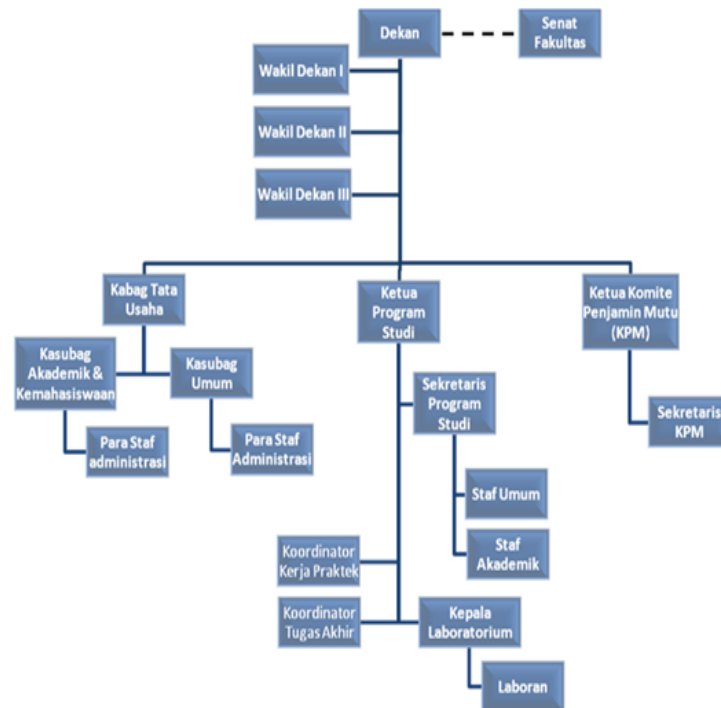 Dekan
Senat
Fakultas
Wakil Dekan I
Wakil Dekan II
Wakil Dekan III
Kabag Tata
Usaha
Ketua
Program
Studi
Ketua Komite
Penjamin Mutu
(KPM)
Kasubag
Akademik &
Kemahasiswaan
Kasubag
Umum
Sekretaris
Program
Studi
Sekretaris
KPM
Para Staf
administrasi
Para Staf
Administrasi
Staf Umum
Staf
Akademik
Koordinator
Kerja Praktek
Koordinator
Tugas Akhir
Kepala
Laboratorium
Laboran